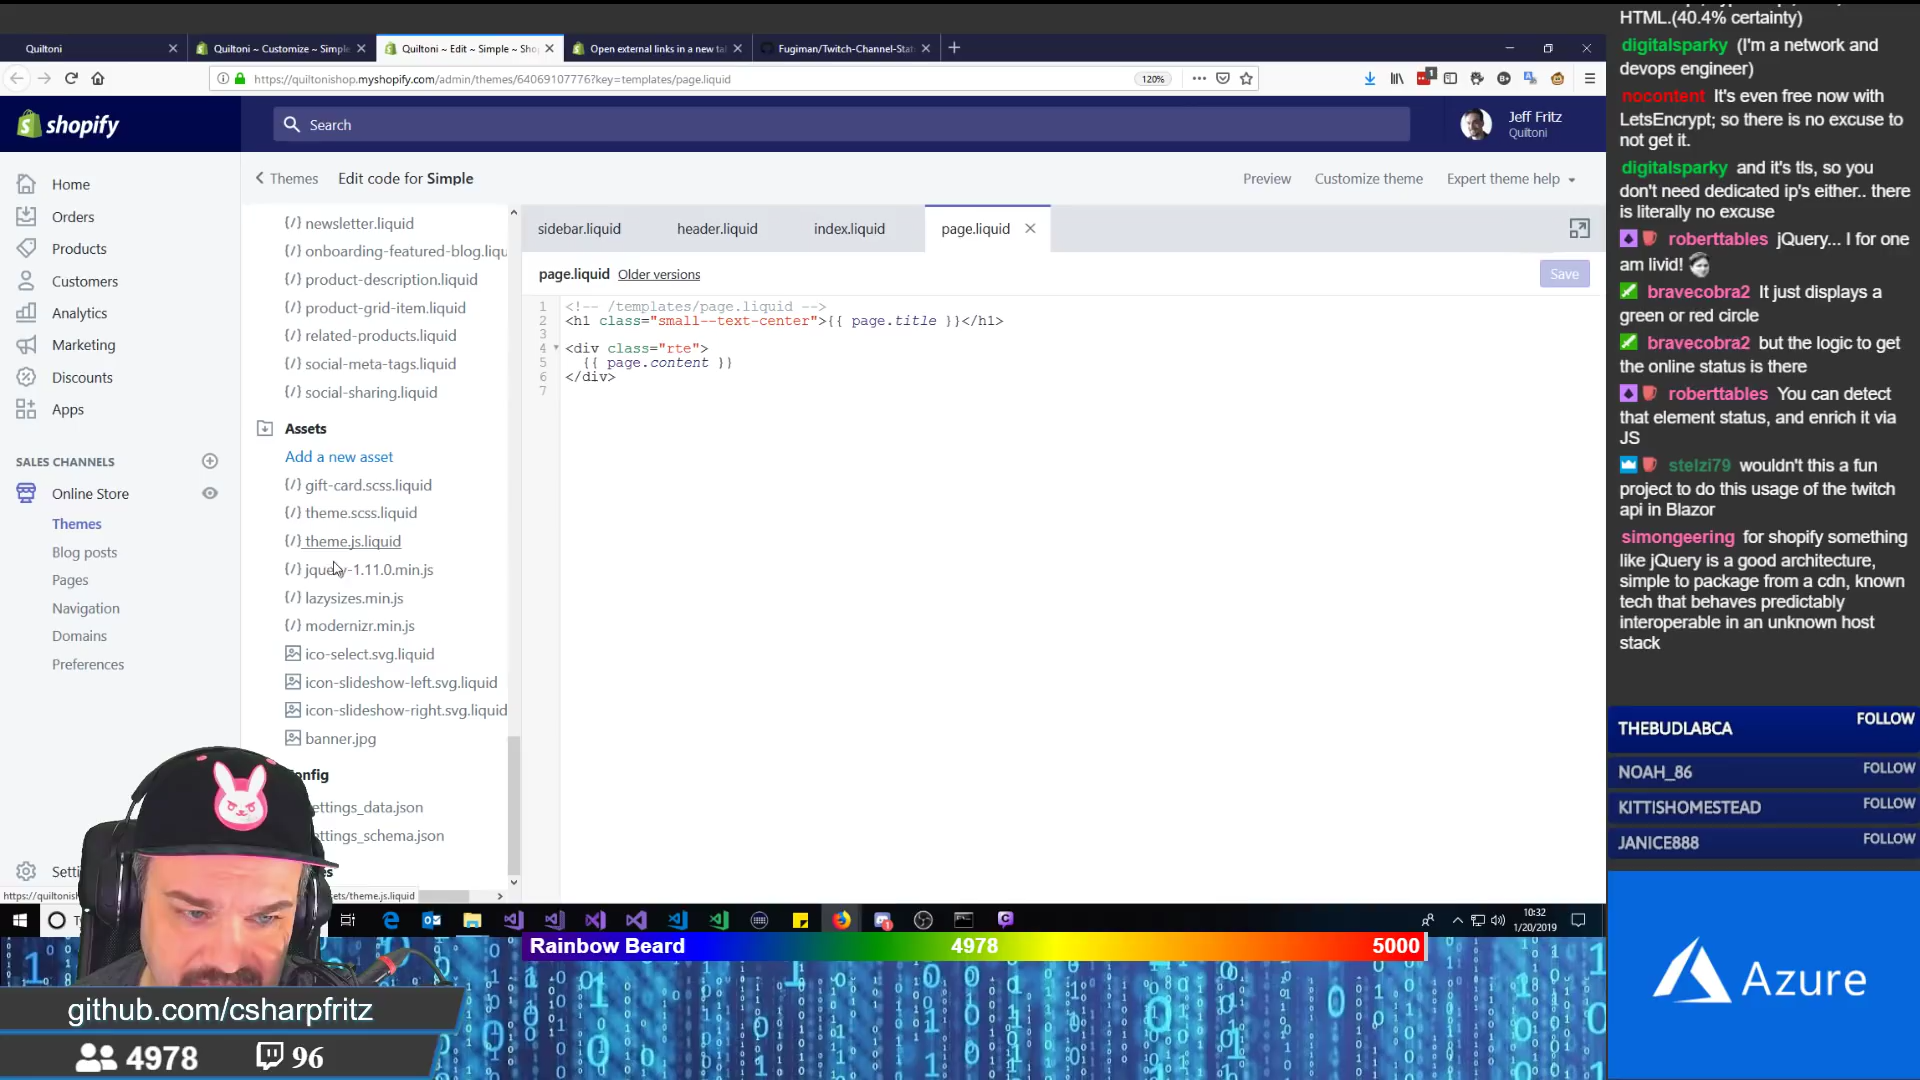 Quiltoni
Quiltoni ~ Customize ~ Simple
Quiltoni ~ Edit ~ Simple ~ Sho
Open external links in a new ta
Fugiman/Twitch-Channel-Stat
https://quiltonishop.myshopify.com/admin/themes/64069107776?key=templates/page.liquid
120%
1
shopify
Search
Jeff Fritz
Quiltoni
Home
Orders
Products
Customers
Analytics
Marketing
Discounts
Apps
SALES CHANNELS
Online Store
Themes
Blog posts
Pages
Navigation
Domains
Preferences
Themes
Edit code for Simple
Preview
Customize theme
Expert theme help
{/} newsletter.liquid
{/} onboarding-featured-blog.liqu
{/} product-description.liquid
{/} product-grid-item.liquid
{/} related-products.liquid
{/} social-meta-tags.liquid
{/} social-sharing.liquid
Assets
Add a new asset
{/} gift-card.scss.liquid
{/} theme.scss.liquid
{/} theme.js.liquid
{/} jquery-1.11.0.min.js
{/} lazysizes.min.js
{/} modernizr.min.js
ico-select.svg.liquid
icon-slideshow-left.svg.liquid
icon-slideshow-right.svg.liquid
banner.jpg
onfig
ettings_data.json
ettings_schema.json
https://quiltonish
ets/theme.js.liquid
sidebar.liquid
header.liquid
index.liquid
page.liquid
page.liquid Older versions
Save
1 <!-- /templates/page.liquid -->
2 <h1 class="small--text-center">{{ page.title }}</h1>
3
4 <div class="rte">
5 {{ page.content }}
6 </div>
7
HTML.(40.4% certainty)
digitalsparky (I'm a network and
devops engineer)
nocontent It's even free now with
LetsEncrypt; so there is no excuse to
not get it.
digitalsparky and it's tls, so you
don't need dedicated ip's either.. there
is literally no excuse
roberttables jQuery... I for one
am livid!
bravecobra2 It just displays a
green or red circle
bravecobra2 but the logic to get
the online status is there
roberttables You can detect
that element status, and enrich it via
JS
stelzi79 wouldn't this a fun
project to do this usage of the twitch
api in Blazor
simongeering for shopify something
like jQuery is a good architecture,
simple to package from a cdn, known
tech that behaves predictably
interoperable in an unknown host
stack
THEBUDLABCA FOLLOW
NOAH_86 FOLLOW
KITTISHOMESTEAD FOLLOW
JANICE888 FOLLOW
Azure
10:32
1/20/2019
Rainbow Beard 4978 5000
github.com/csharpfritz
4978 96